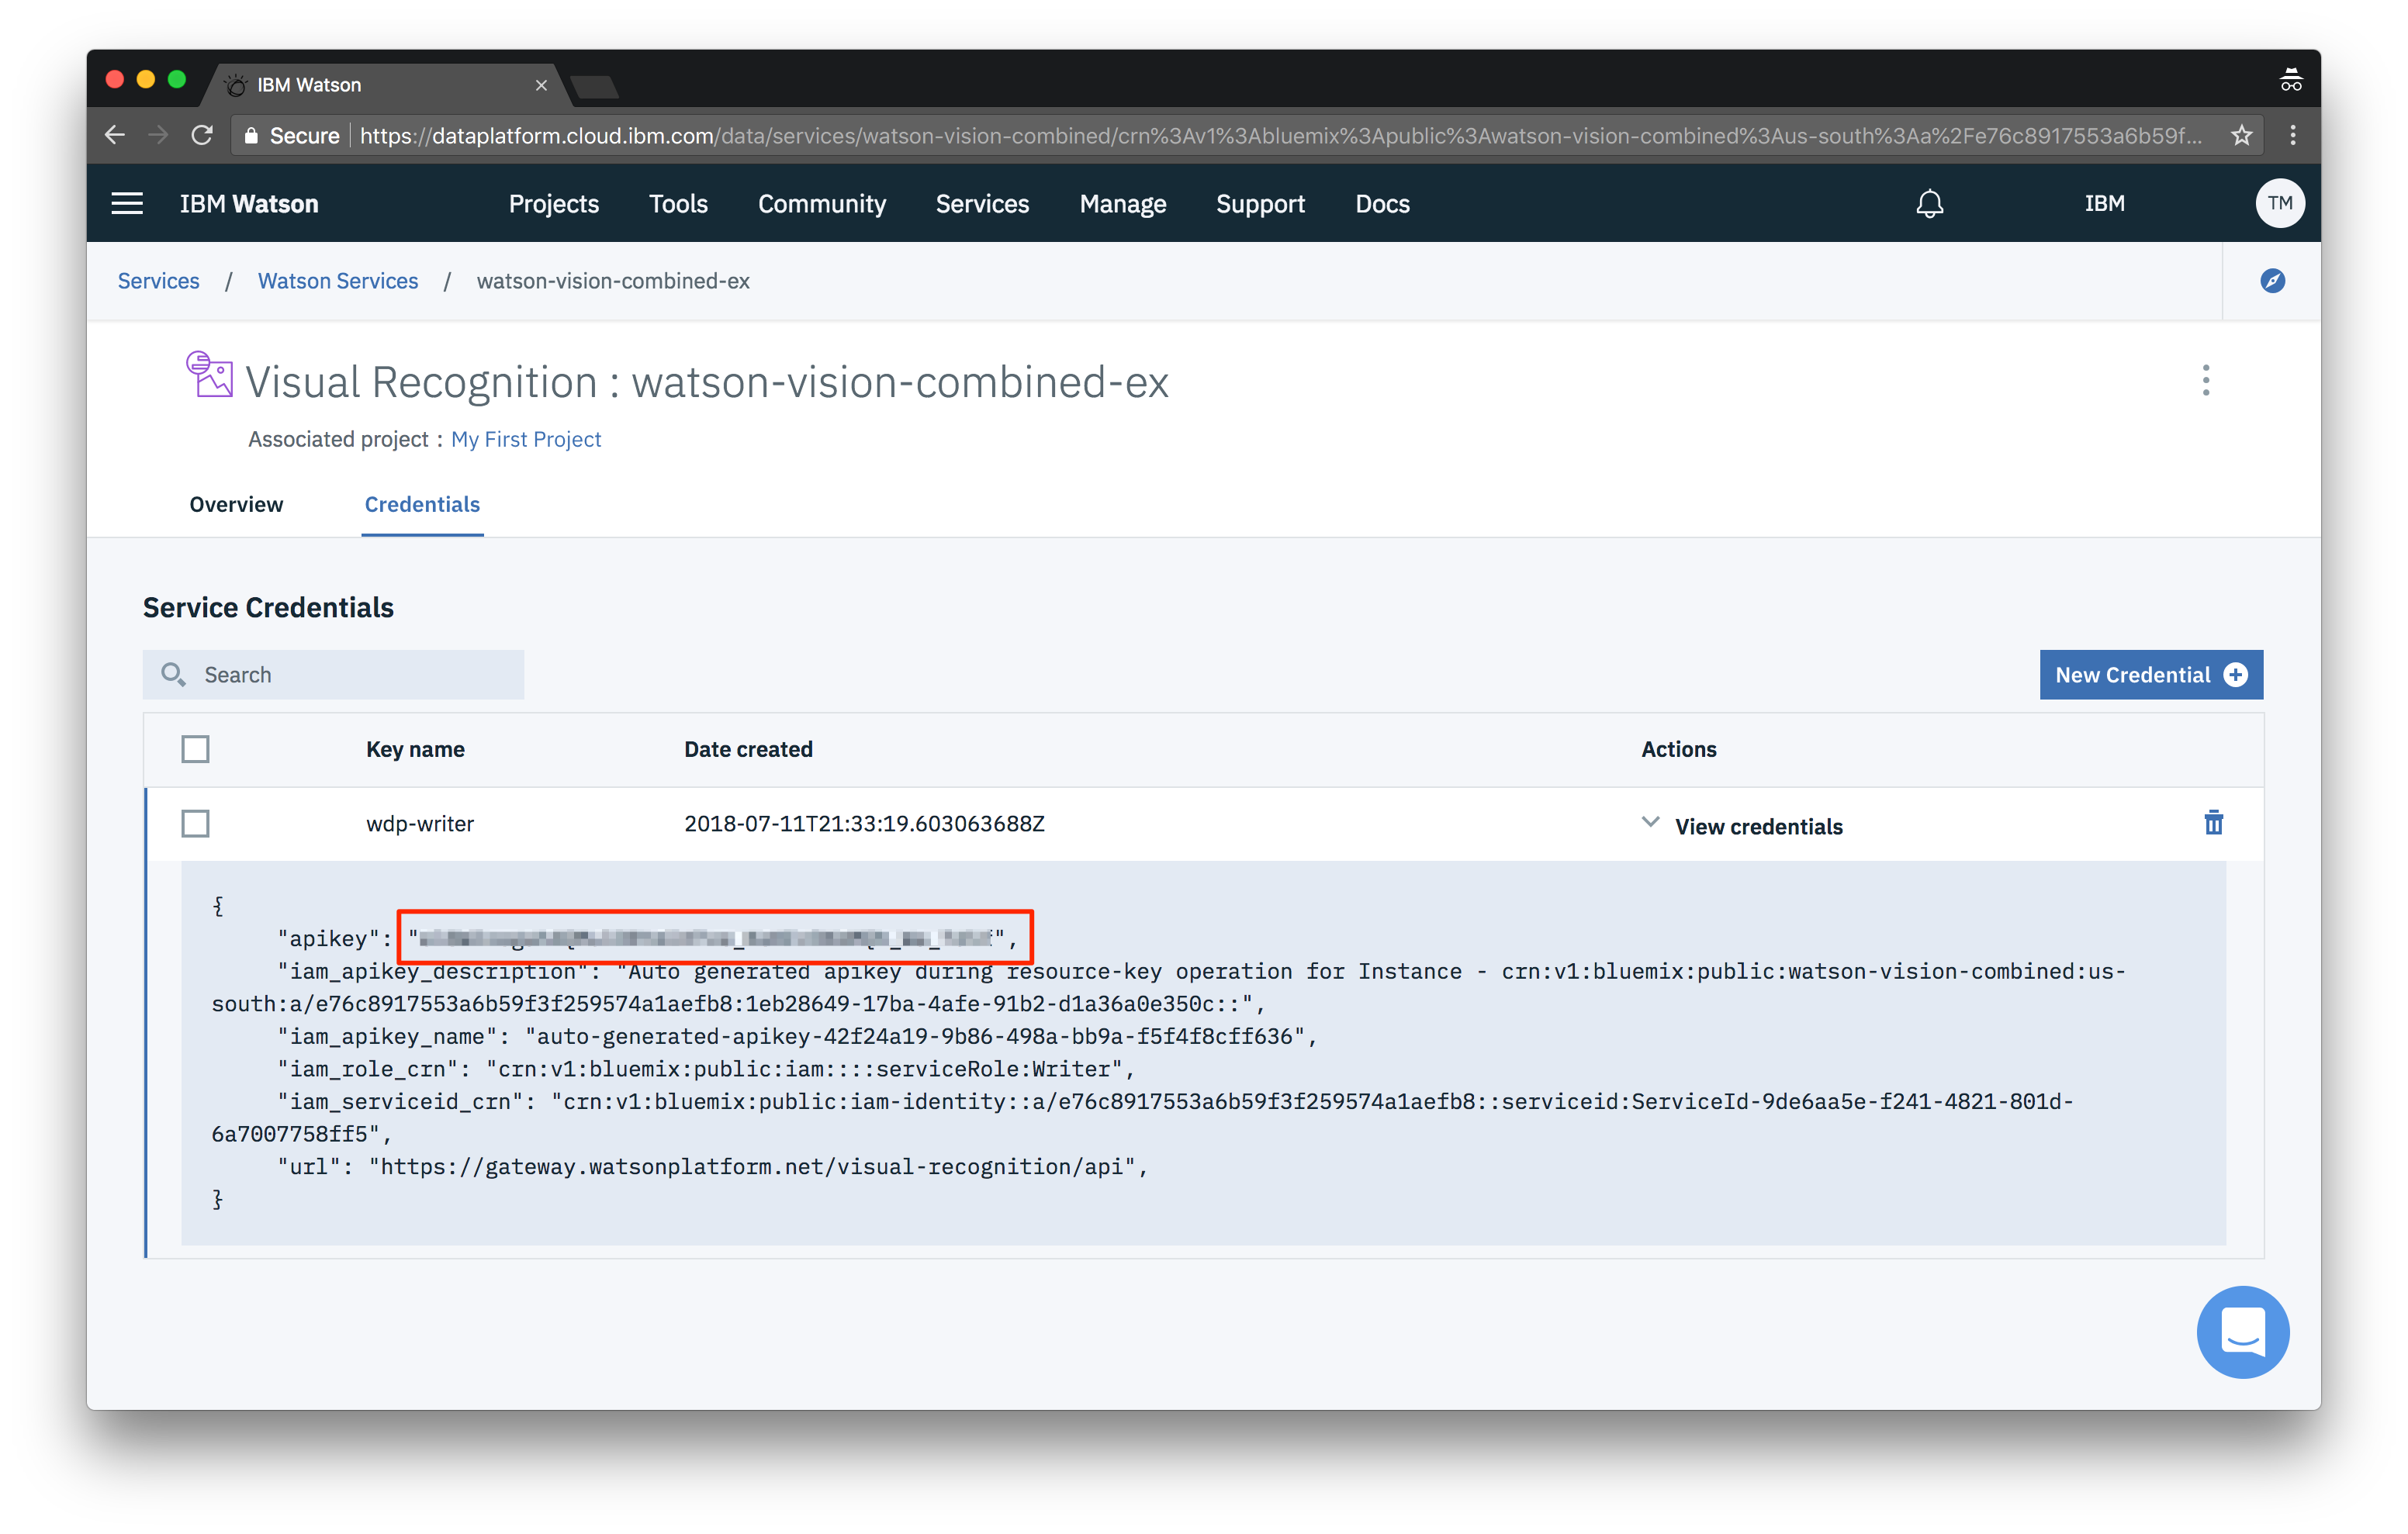 IBM Watson
Secure https://dataplatform.cloud.ibm.com/data/services/watson-vision-combined/crn%3Av1%3Abluemix%3Apublic%3Awatson-vision-combined%3Aus-south%3Aa%2Fe76c8917553a6b59f...
IBM Watson Projects Tools Community Services Manage Support Docs IBM TM
Services / Watson Services / watson-vision-combined-ex
Visual Recognition : watson-vision-combined-ex
Associated project : My First Project
Overview Credentials
Service Credentials
Search New Credential
Key name Date created Actions
wdp-writer 2018-07-11T21:33:19.603063688Z View credentials
{
"apikey": "",
"iam_apikey_description": "Auto generated apikey during resource-key operation for Instance - crn:v1:bluemix:public:watson-vision-combined:us-
south:a/e76c8917553a6b59f3f259574a1aefb8:1eb28649-17ba-4afe-91b2-d1a36a0e350c::",
"iam_apikey_name": "auto-generated-apikey-42f24a19-9b86-498a-bb9a-f5f4f8cff636",
"iam_role_crn": "crn:v1:bluemix:public:iam::::serviceRole:Writer",
"iam_serviceid_crn": "crn:v1:bluemix:public:iam-identity::a/e76c8917553a6b59f3f259574a1aefb8::serviceid:ServiceId-9de6aa5e-f241-4821-801d-
6a7007758ff5",
"url": "https://gateway.watsonplatform.net/visual-recognition/api",
}